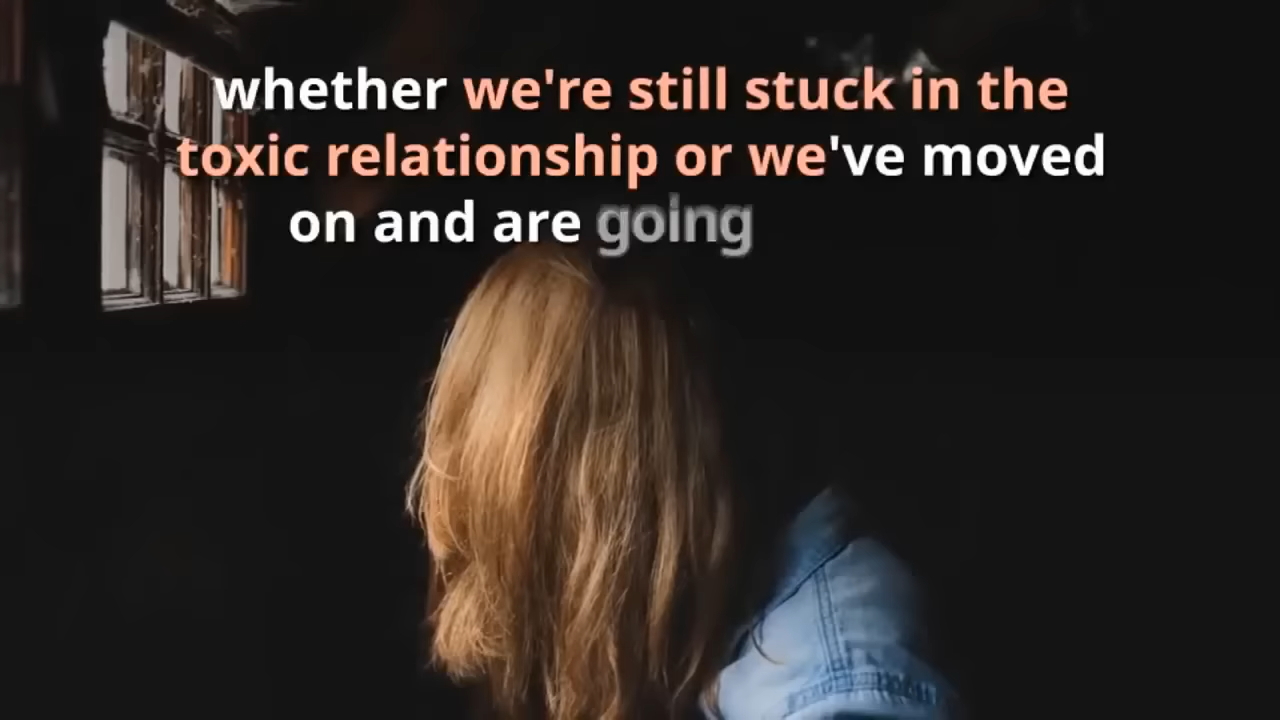 whether we're still stuck in the
toxic relationship or we've moved
on and are going